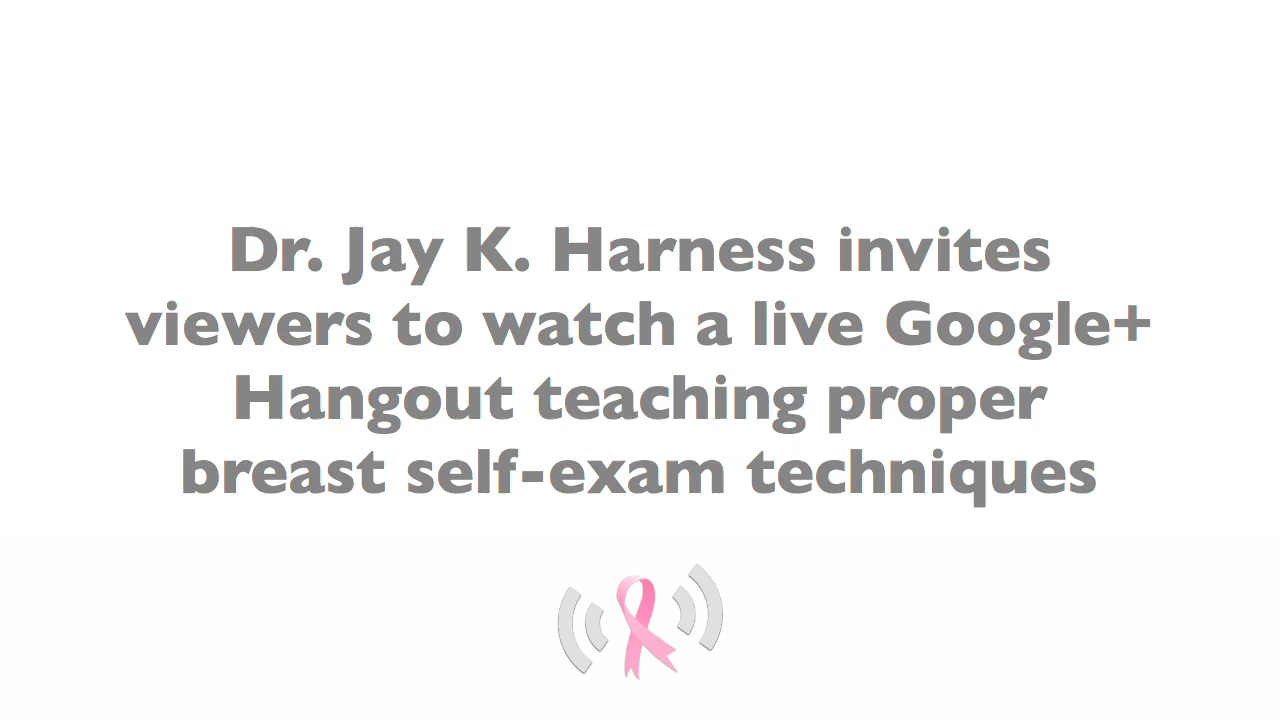 Dr. Jay K. Harness invites
viewers to watch a live Google+
Hangout teaching proper
breast self-exam techniques